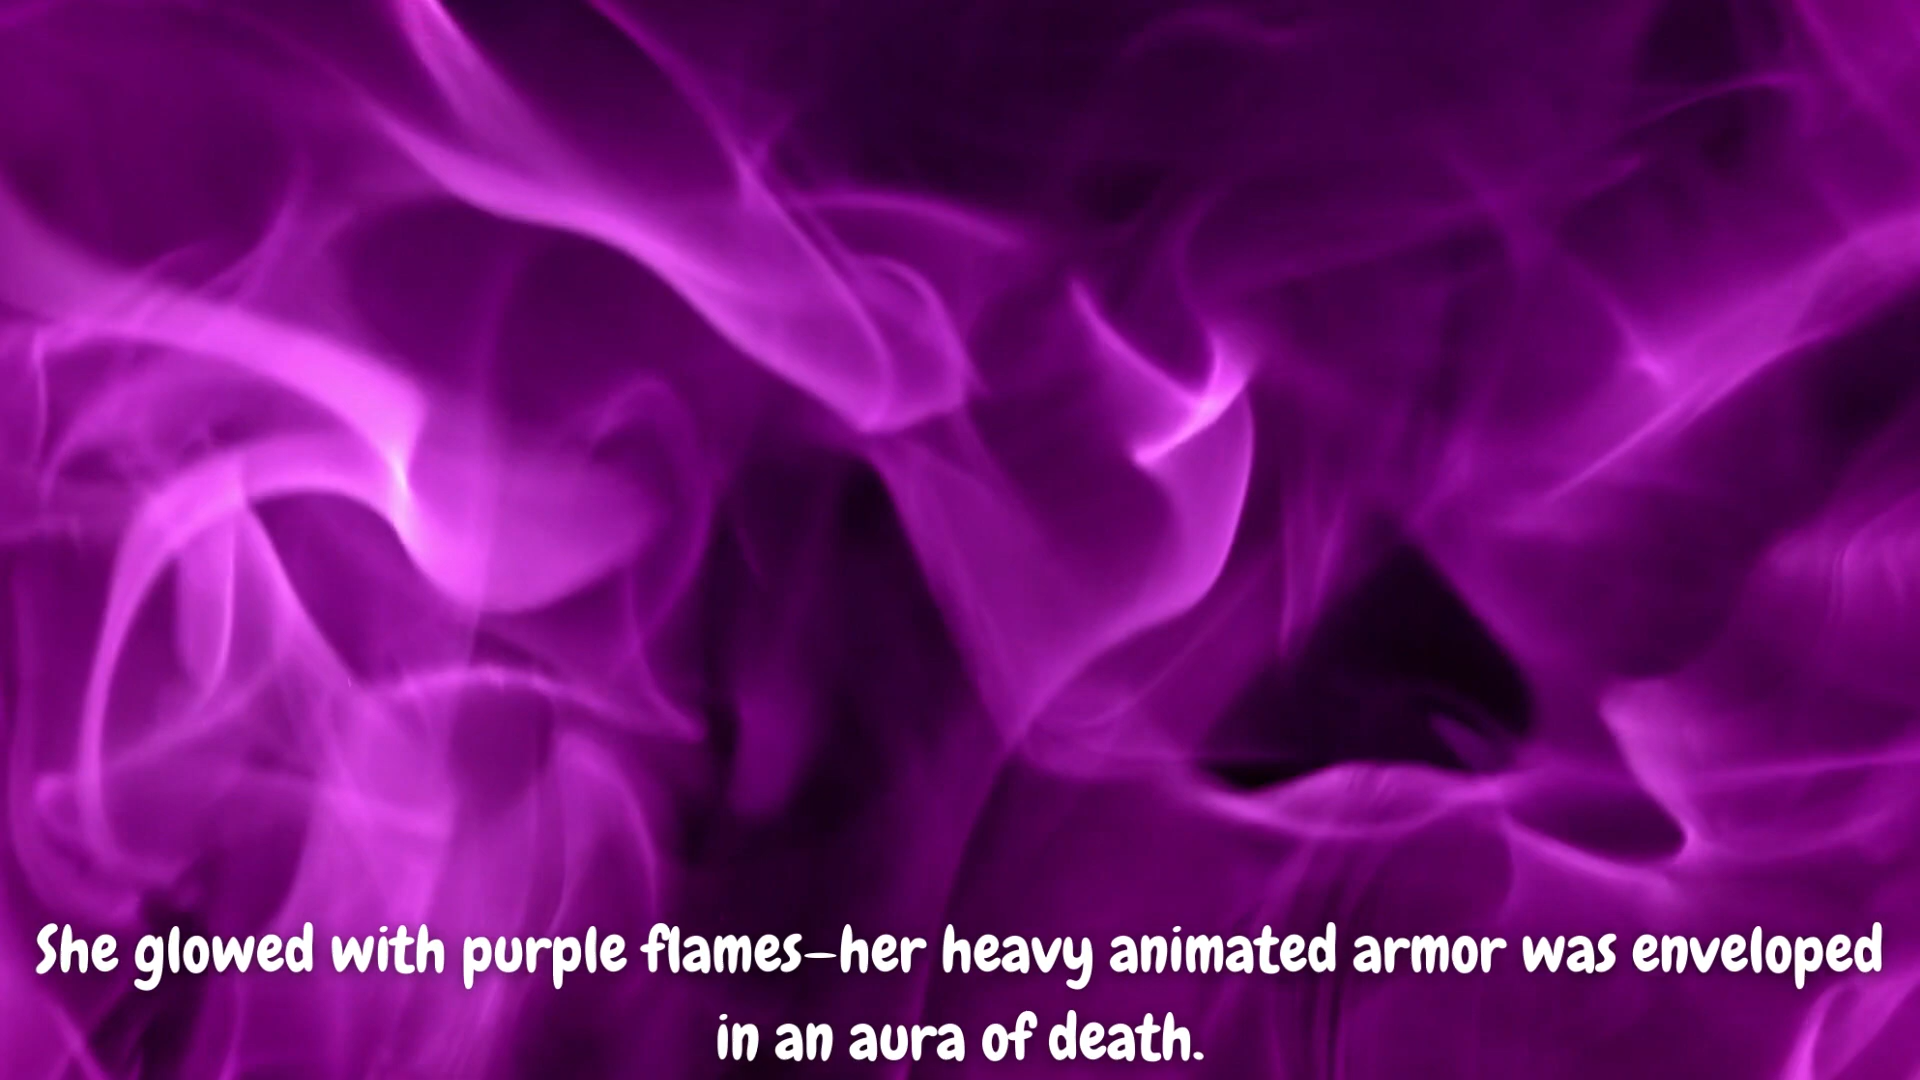 She glowed with purple flames—her heavy animated armor was enveloped
in an aura of death.